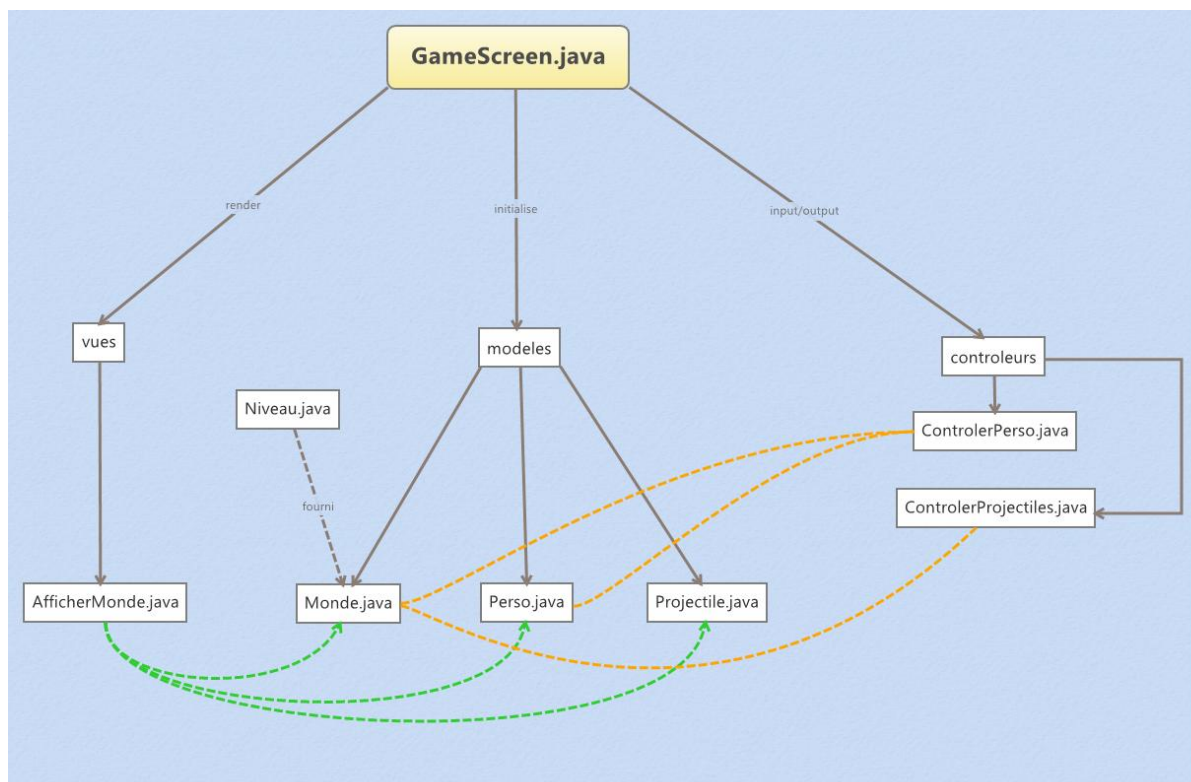 GameScreen.java
render
initialise
input/output
vues
modeles
controleurs
Niveau.java
ControlerPerso.java
fourni
ControlerProjectiles.java
AfficherMonde.java
Monde.java
Perso.java
Projectile.java